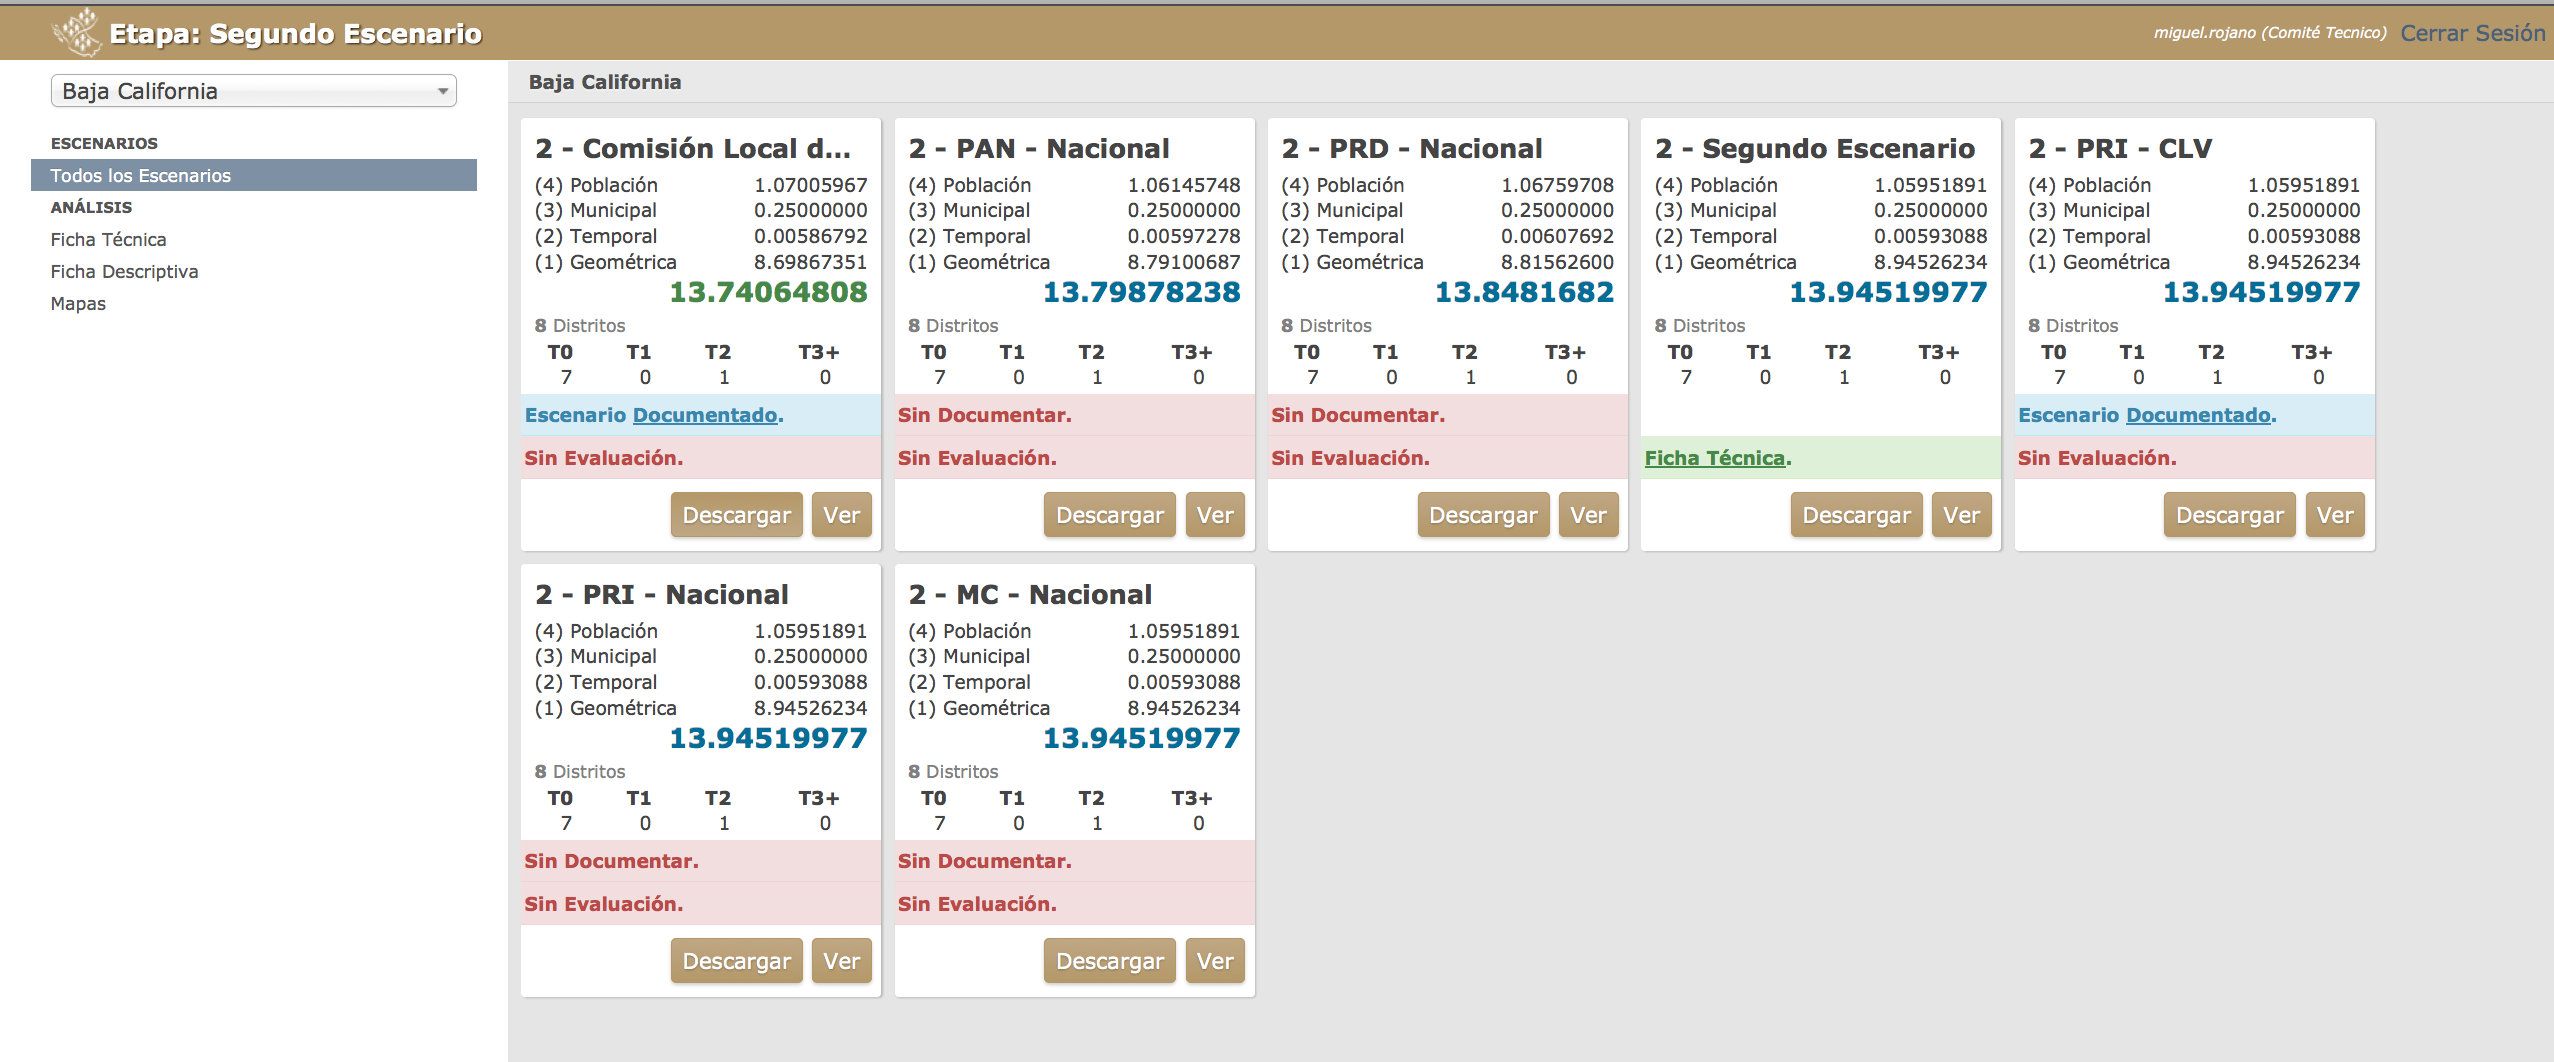 Etapa: Segundo Escenario
miguel.rojano (Comité Tecnico) Cerrar Sesión
Baja California
ESCENARIOS
Todos los Escenarios
ANÁLISIS
Ficha Técnica
Ficha Descriptiva
Mapas
Baja California
2 - Comisión Local d...
(4) Población 1.07005967
(3) Municipal 0.25000000
(2) Temporal 0.00586792
(1) Geométrica 8.69867351
13.74064808
8 Distritos
T0 T1 T2 T3+
7 0 1 0
Escenario Documentado.
Sin Evaluación.
Descargar Ver
2 - PAN - Nacional
(4) Población 1.06145748
(3) Municipal 0.25000000
(2) Temporal 0.00597278
(1) Geométrica 8.79100687
13.79878238
8 Distritos
T0 T1 T2 T3+
7 0 1 0
Sin Documentar.
Sin Evaluación.
Descargar Ver
2 - PRD - Nacional
(4) Población 1.06759708
(3) Municipal 0.25000000
(2) Temporal 0.00607692
(1) Geométrica 8.81562600
13.8481682
8 Distritos
T0 T1 T2 T3+
7 0 1 0
Sin Documentar.
Sin Evaluación.
Descargar Ver
2 - Segundo Escenario
(4) Población 1.05951891
(3) Municipal 0.25000000
(2) Temporal 0.00593088
(1) Geométrica 8.94526234
13.94519977
8 Distritos
T0 T1 T2 T3+
7 0 1 0
Ficha Técnica.
Descargar Ver
2 - PRI - CLV
(4) Población 1.05951891
(3) Municipal 0.25000000
(2) Temporal 0.00593088
(1) Geométrica 8.94526234
13.94519977
8 Distritos
T0 T1 T2 T3+
7 0 1 0
Escenario Documentado.
Sin Evaluación.
Descargar Ver
2 - PRI - Nacional
(4) Población 1.05951891
(3) Municipal 0.25000000
(2) Temporal 0.00593088
(1) Geométrica 8.94526234
13.94519977
8 Distritos
T0 T1 T2 T3+
7 0 1 0
Sin Documentar.
Sin Evaluación.
Descargar Ver
2 - MC - Nacional
(4) Población 1.05951891
(3) Municipal 0.25000000
(2) Temporal 0.00593088
(1) Geométrica 8.94526234
13.94519977
8 Distritos
T0 T1 T2 T3+
7 0 1 0
Sin Documentar.
Sin Evaluación.
Descargar Ver